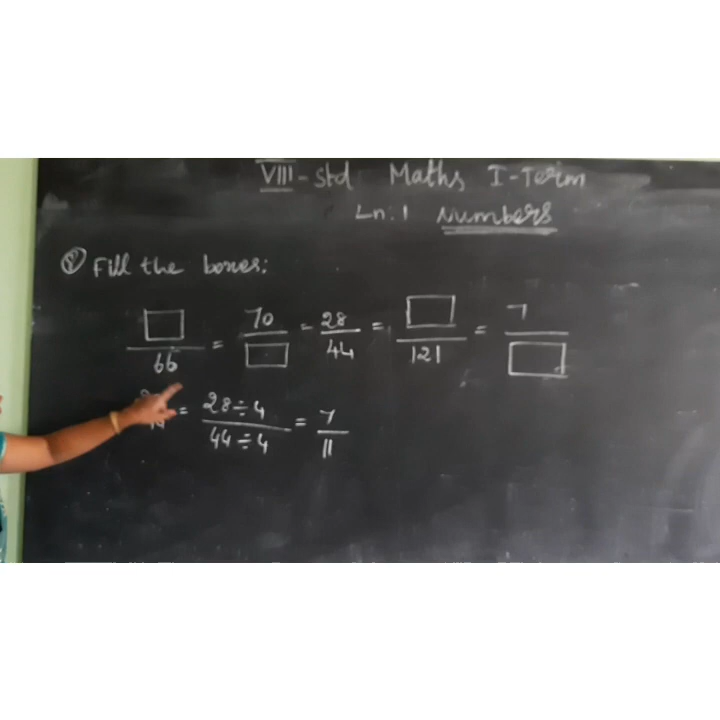 VIII - Std Maths I - Term
Ln: 1 Numbers
8) Fill the boxes:
□/66 = 70/□ = 28/44 = □/121 = 7/□
= 28÷4/44÷4 = 7/11